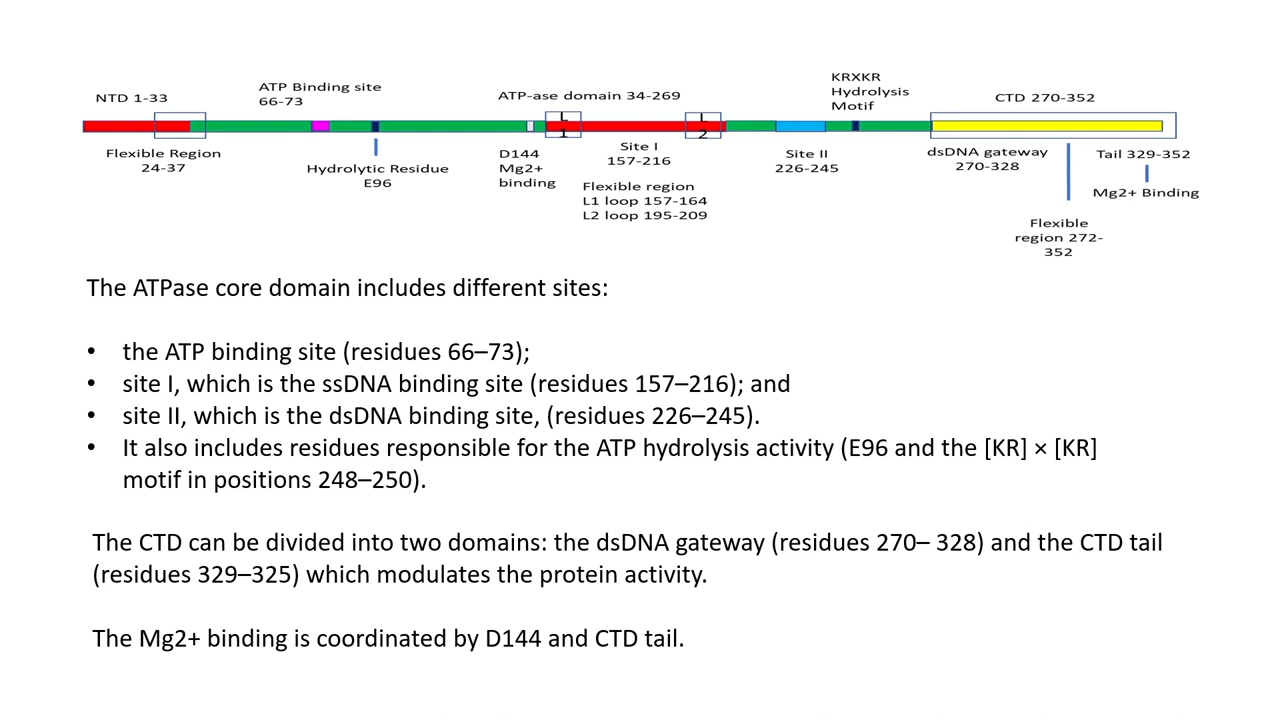 KRXKR
Hydrolysis
Motif
ATP Binding site
66-73
NTD 1-33
ATP-ase domain 34-269
CTD 270-352
L
1
L
2
Flexible Region
24-37
Hydrolytic Residue
E96
D144
Mg2+
binding
Site I
157-216
Flexible region
L1 loop 157-164
L2 loop 195-209
Site II
226-245
dsDNA gateway
270-328
Tail 329-352
Mg2+ Binding
Flexible
region 272-
352
The ATPase core domain includes different sites:
• the ATP binding site (residues 66–73);
• site I, which is the ssDNA binding site (residues 157–216); and
• site II, which is the dsDNA binding site, (residues 226–245).
• It also includes residues responsible for the ATP hydrolysis activity (E96 and the [KR] × [KR]
motif in positions 248–250).
The CTD can be divided into two domains: the dsDNA gateway (residues 270– 328) and the CTD tail
(residues 329–325) which modulates the protein activity.
The Mg2+ binding is coordinated by D144 and CTD tail.